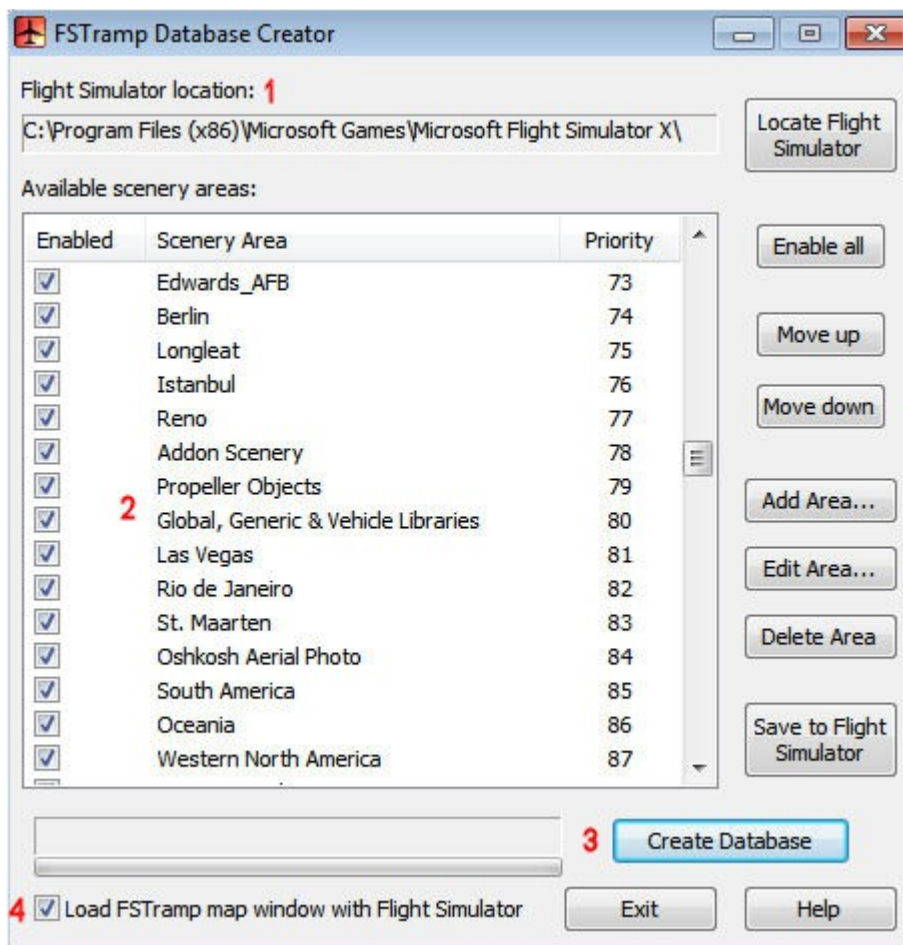 FSTramp Database Creator
Flight Simulator location: 1
C:\Program Files (x86)\Microsoft Games\Microsoft Flight Simulator X\
Locate Flight Simulator
Available scenery areas:
Enabled Scenery Area Priority
Edwards_AFB 73
Berlin 74
Longleat 75
Istanbul 76
Reno 77
Addon Scenery 78
Propeller Objects 79
2
Global, Generic & Vehicle Libraries 80
Las Vegas 81
Rio de Janeiro 82
St. Maarten 83
Oshkosh Aerial Photo 84
South America 85
Oceania 86
Western North America 87
Enable all
Move up
Move down
Add Area...
Edit Area...
Delete Area
Save to Flight Simulator
3 Create Database
4 Load FSTramp map window with Flight Simulator
Exit
Help